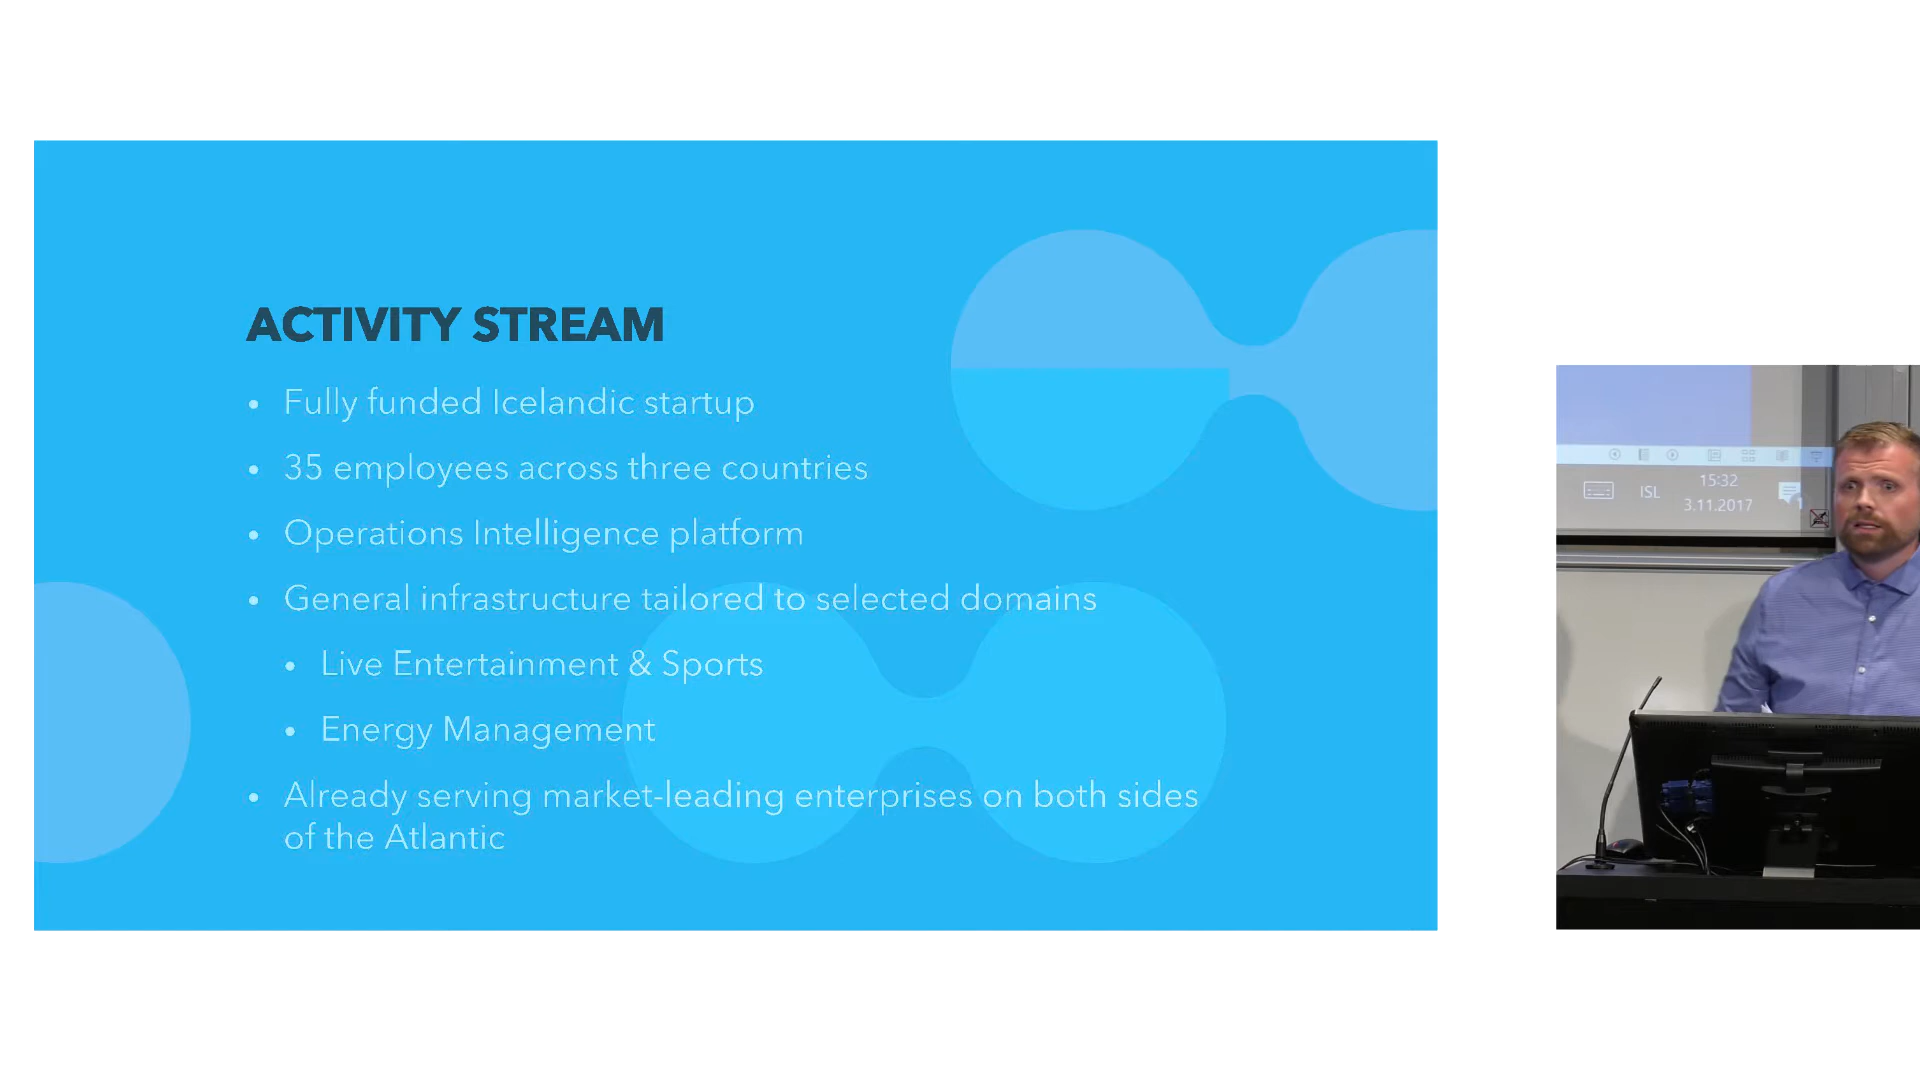 ACTIVITY STREAM
• Fully funded Icelandic startup
• 35 employees across three countries
• Operations Intelligence platform
• General infrastructure tailored to selected domains
• Live Entertainment & Sports
• Energy Management
• Already serving market-leading enterprises on both sides
of the Atlantic
15:32
ISL
3.11.2017
1